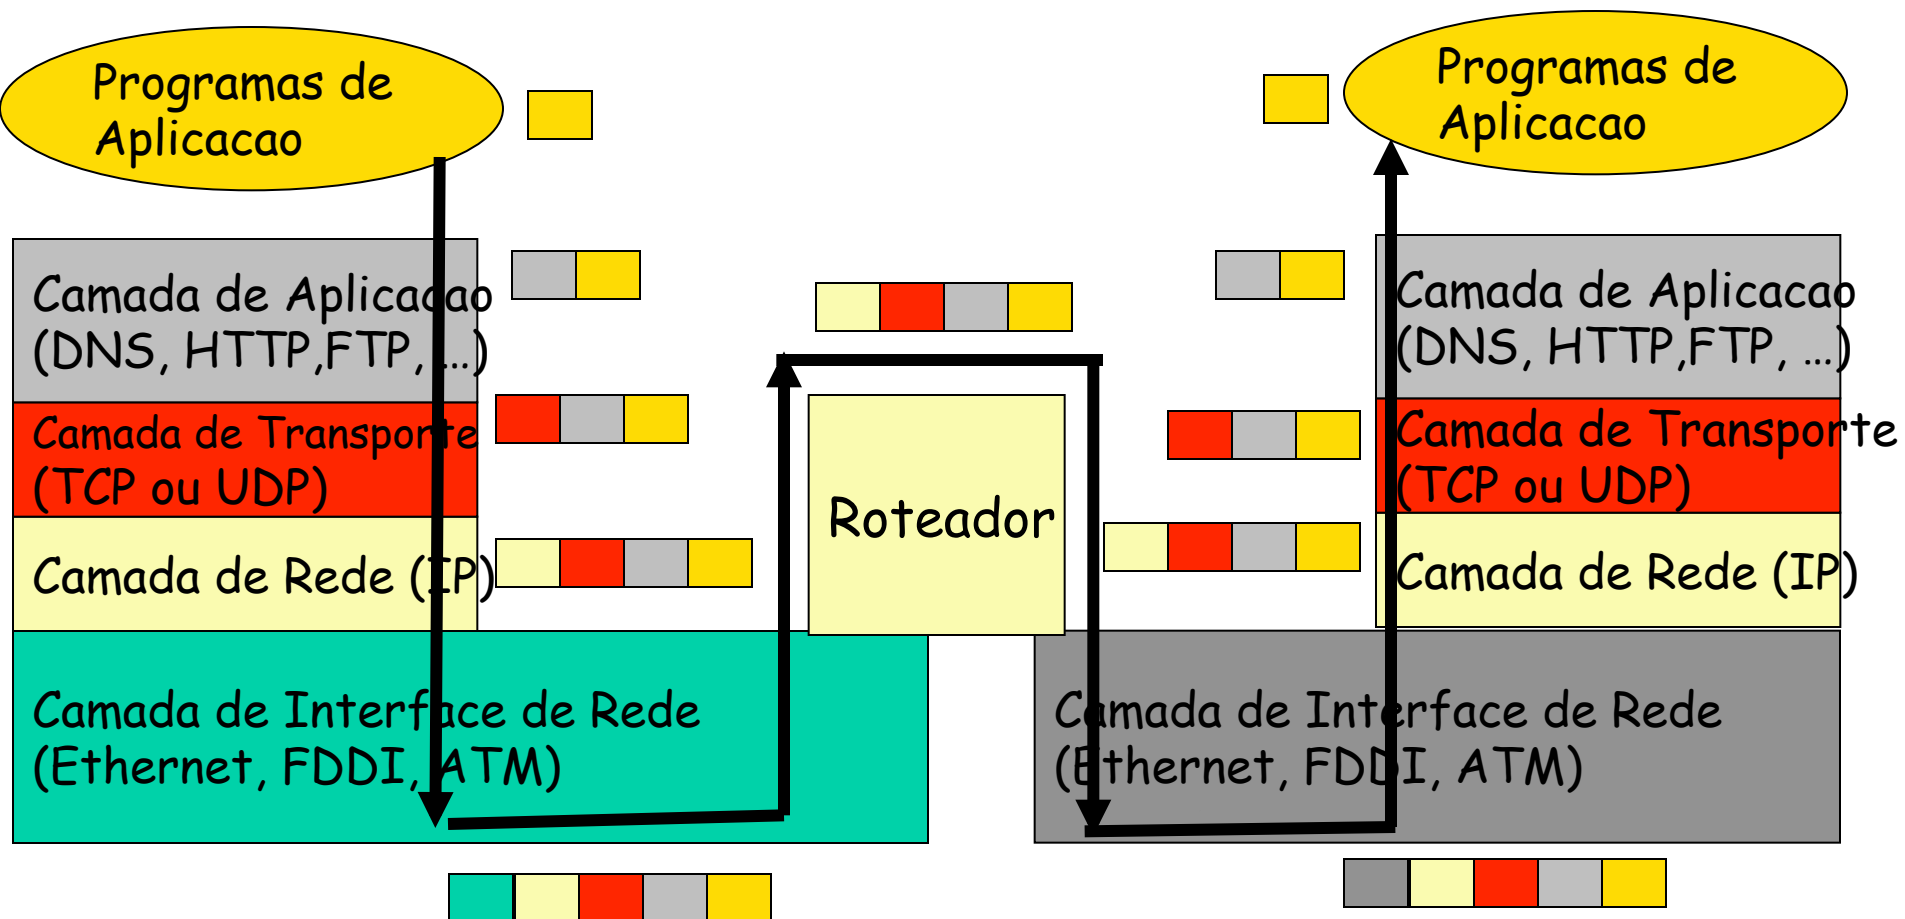 Programas de
Aplicacao
Camada de Aplicacao
(DNS, HTTP,FTP, ...)
Camada de Transporte
(TCP ou UDP)
Camada de Rede (IP)
Camada de Interface de Rede
(Ethernet, FDDI, ATM)
Roteador
Programas de
Aplicacao
Camada de Aplicacao
(DNS, HTTP,FTP, ...)
Camada de Transporte
(TCP ou UDP)
Camada de Rede (IP)
Camada de Interface de Rede
(Ethernet, FDDI, ATM)